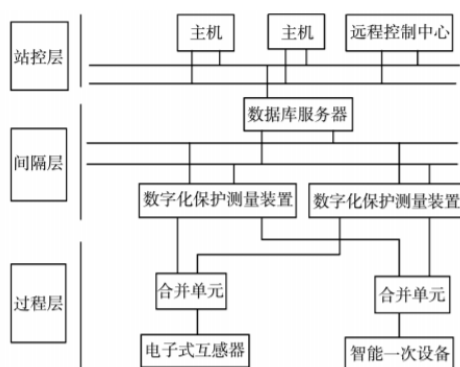 站控层
主机
主机
远程控制中心
数据库服务器
间隔层
数字化保护测量装置
数字化保护测量装置
过程层
合并单元
合并单元
电子式互感器
智能一次设备